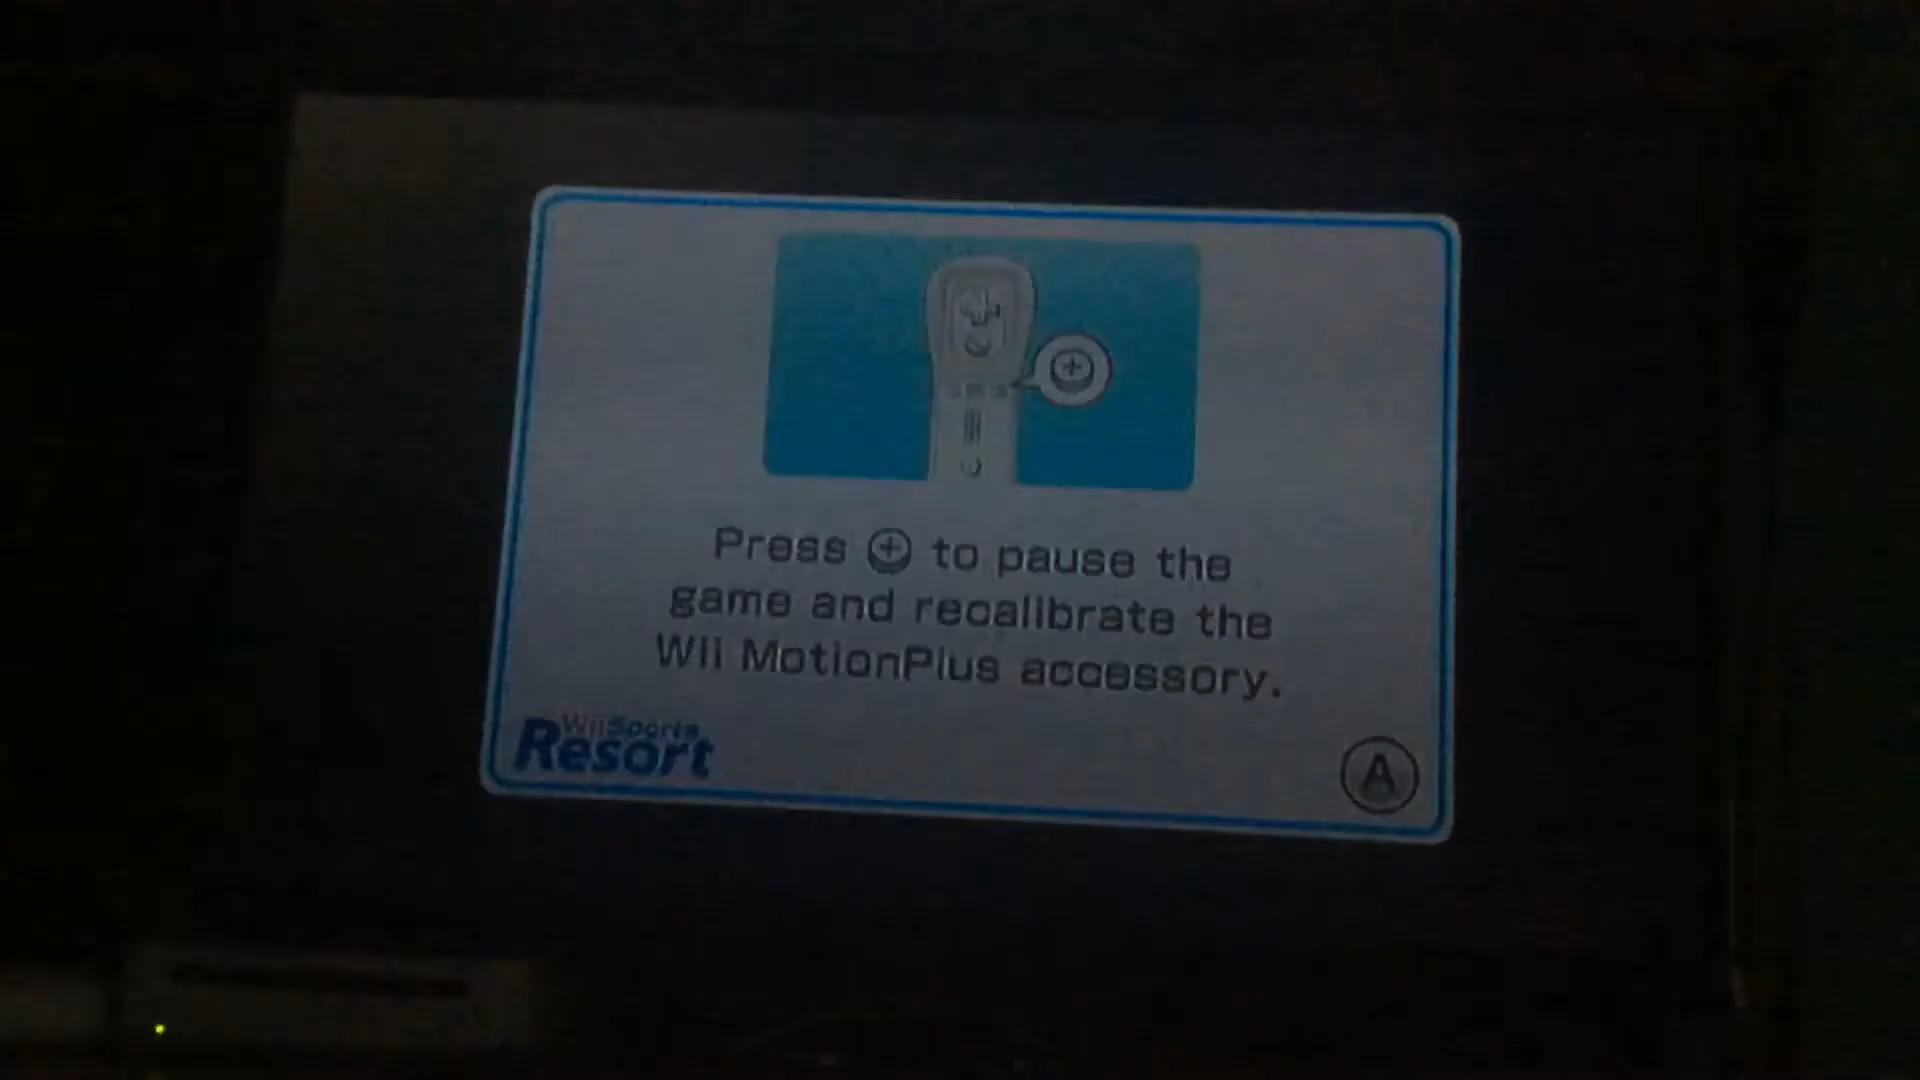 Press ⊕ to pause the
game and recalibrate the
Wii MotionPlus accessory.
Wii Sports
Resort
A